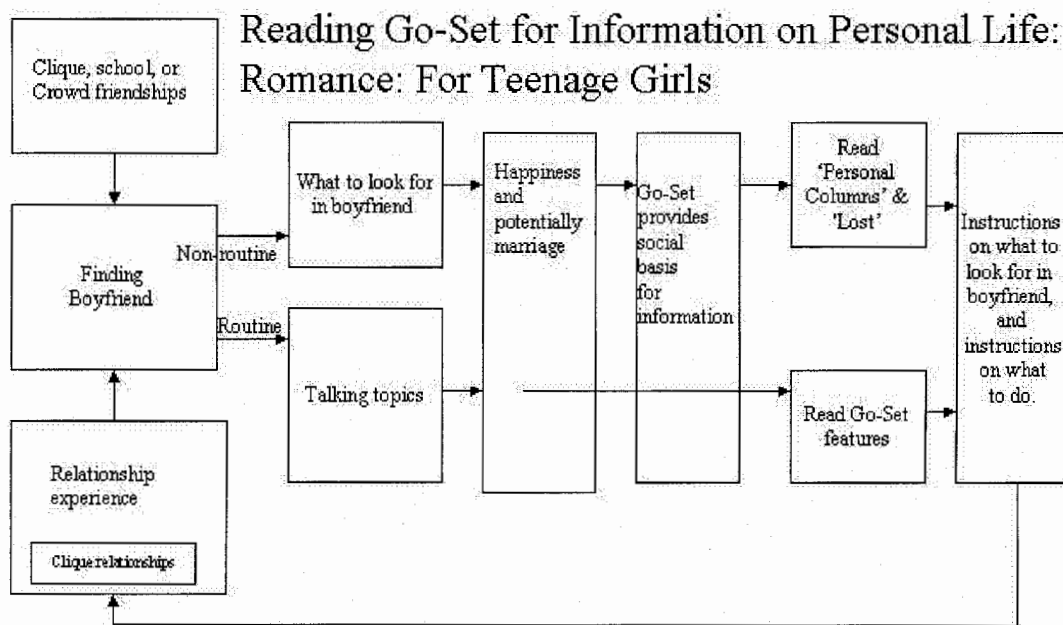 Reading Go-Set for Information on Personal Life:
Romance: For Teenage Girls
Clique, school, or
Crowd friendships
Finding
Boyfriend
Relationship
experience
Clique relationships
Non-routine
Routine
What to look for
in boyfriend
Talking topics
Happiness
and
potentially
marriage
Go-Set
provides
social
basis
for
information
Read
'Personal
Columns' &
'Lost'
Read Go-Set
features
Instructions
on what to
look for in
boyfriend,
and
instructions
on what
to do.